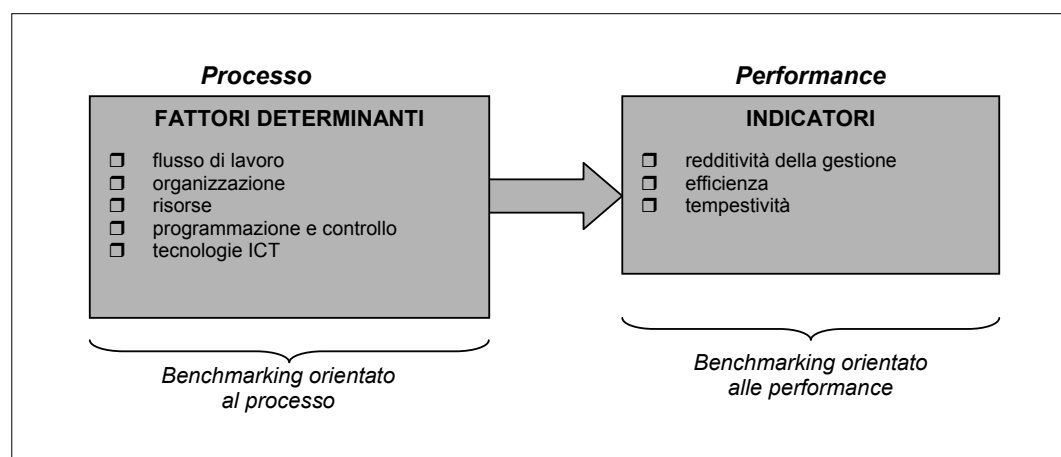 Processo
FATTORI DETERMINANTI
flusso di lavoro
organizzazione
risorse
programmazione e controllo
tecnologie ICT
Benchmarking orientato
al processo
Performance
INDICATORI
redditività della gestione
efficienza
tempestività
Benchmarking orientato
alle performance